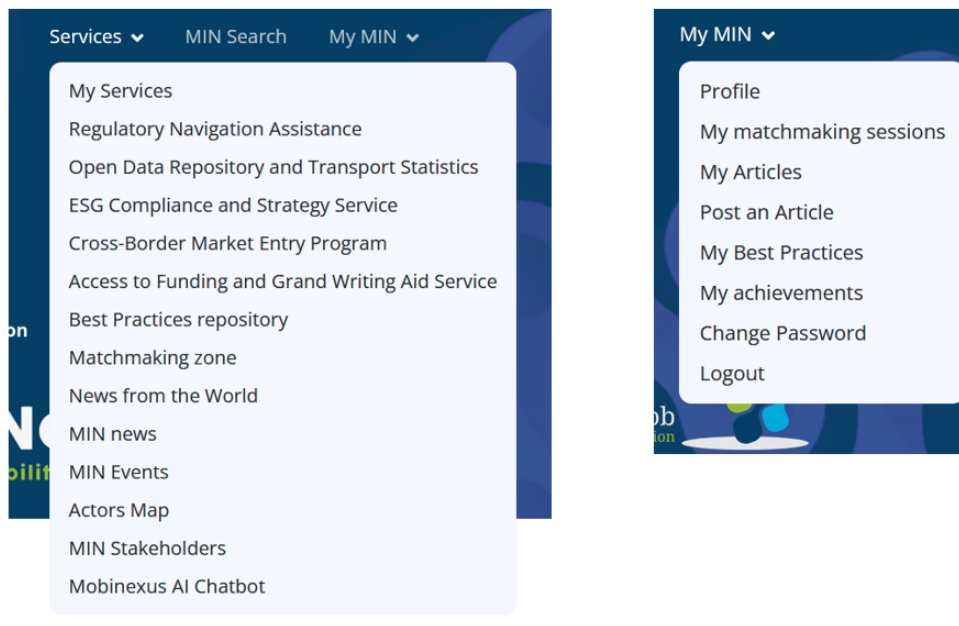 Services
MIN Search
My MIN
My Services
Regulatory Navigation Assistance
Open Data Repository and Transport Statistics
ESG Compliance and Strategy Service
Cross-Border Market Entry Program
Access to Funding and Grand Writing Aid Service
Best Practices repository
Matchmaking zone
News from the World
MIN news
MIN Events
Actors Map
MIN Stakeholders
Mobinexus AI Chatbot
on
My MIN
Profile
My matchmaking sessions
My Articles
Post an Article
My Best Practices
My achievements
Change Password
Logout